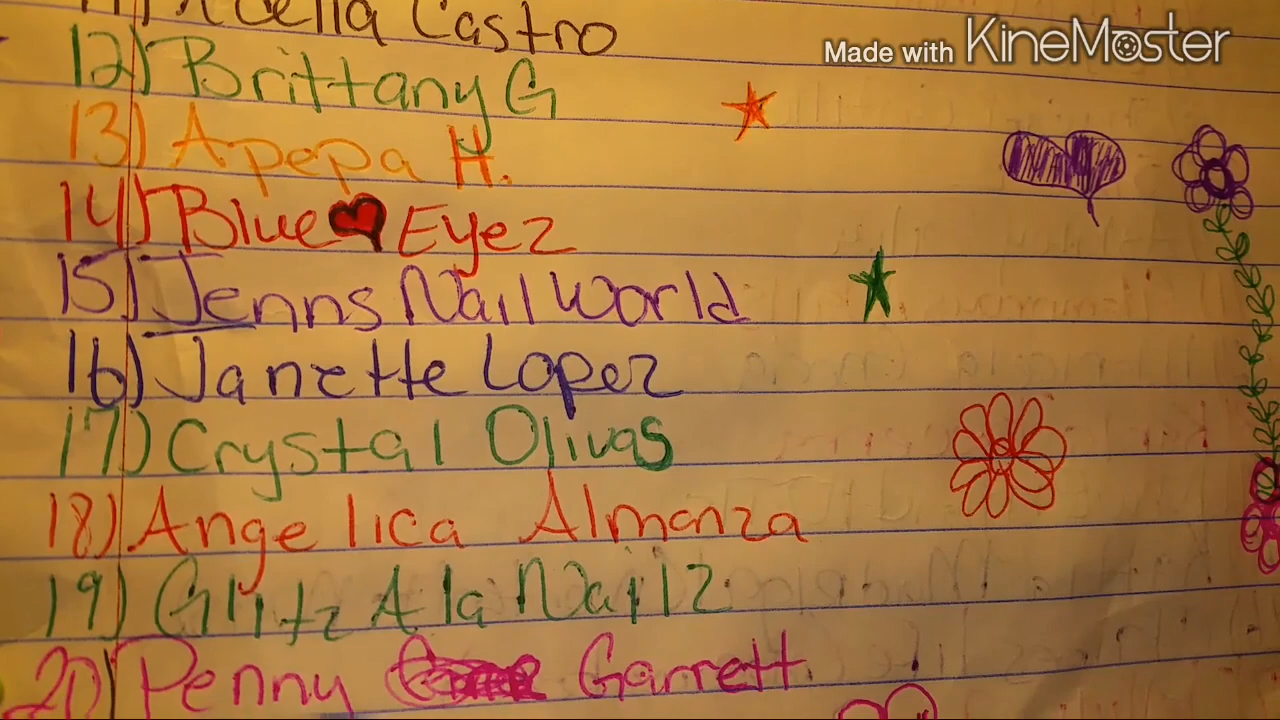 Castro
Made with KineMaster
12) Brittany G
13) Apepa H.
14) Blue Eyez
15) Jenns Nail World
16) Janette Lopez
17) Crystal Olivas
18) Angelica Almanza
19) Glitz A la Nailz
20) Penny Garrett